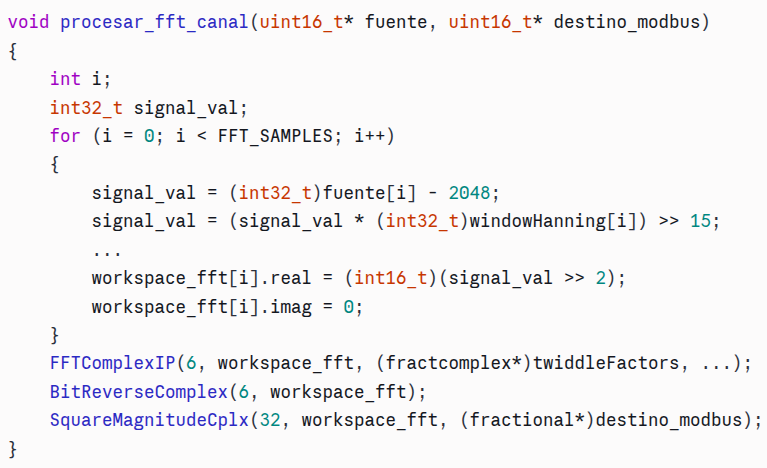 void procesar_fft_canal(uint16_t* fuente, uint16_t* destino_modbus)
{
    int i;
    int32_t signal_val;
    for (i = 0; i < FFT_SAMPLES; i++)
    {
        signal_val = (int32_t)fuente[i] - 2048;
        signal_val = (signal_val * (int32_t)windowHanning[i]) >> 15;
        ...
        workspace_fft[i].real = (int16_t)(signal_val >> 2);
        workspace_fft[i].imag = 0;
    }
    FFTComplexIP(6, workspace_fft, (fractcomplex*)twiddleFactors, ...);
    BitReverseComplex(6, workspace_fft);
    SquareMagnitudeCplx(32, workspace_fft, (fractional*)destino_modbus);
}